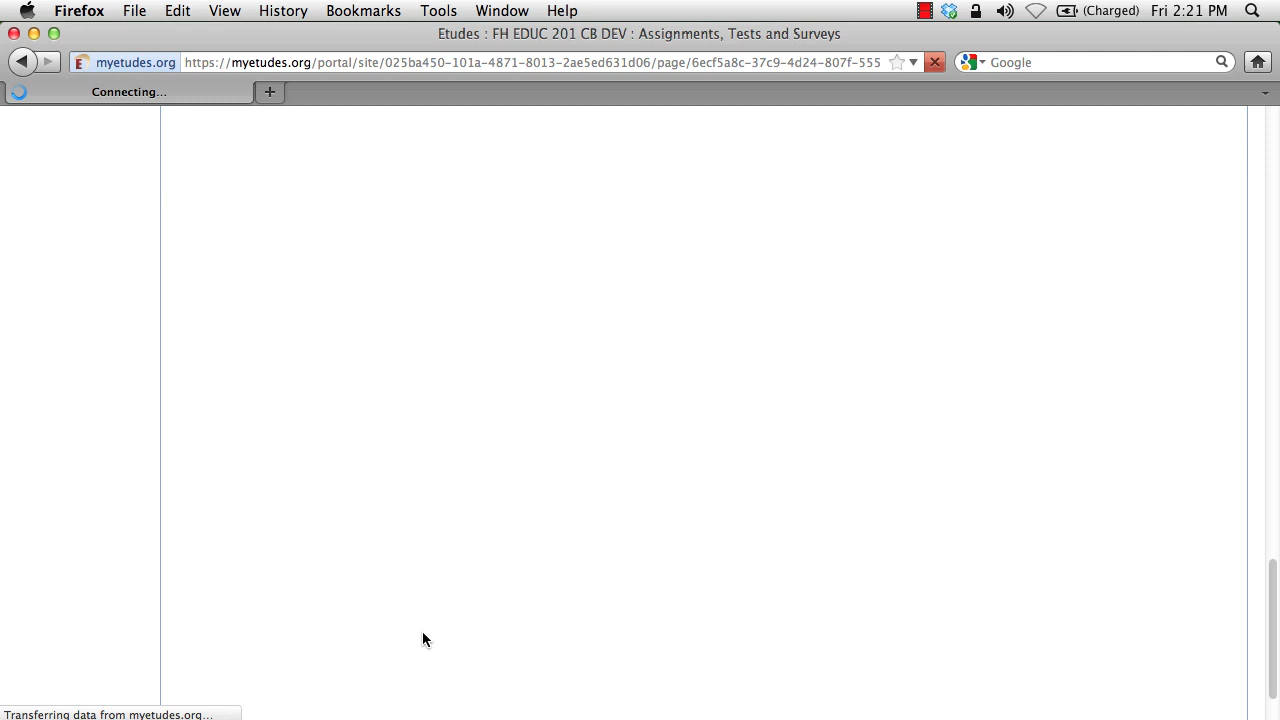 Firefox File Edit View History Bookmarks Tools Window Help (Charged) Fri 2:21 PM
Etudes : FH EDUC 201 CB DEV : Assignments, Tests and Surveys
myetudes.org https://myetudes.org/portal/site/025ba450-101a-4871-8013-2ae5ed631d06/page/66cf5a8c-37c9-4d24-807f-555 Google
Connecting...
Transferring data from myetudes.org...